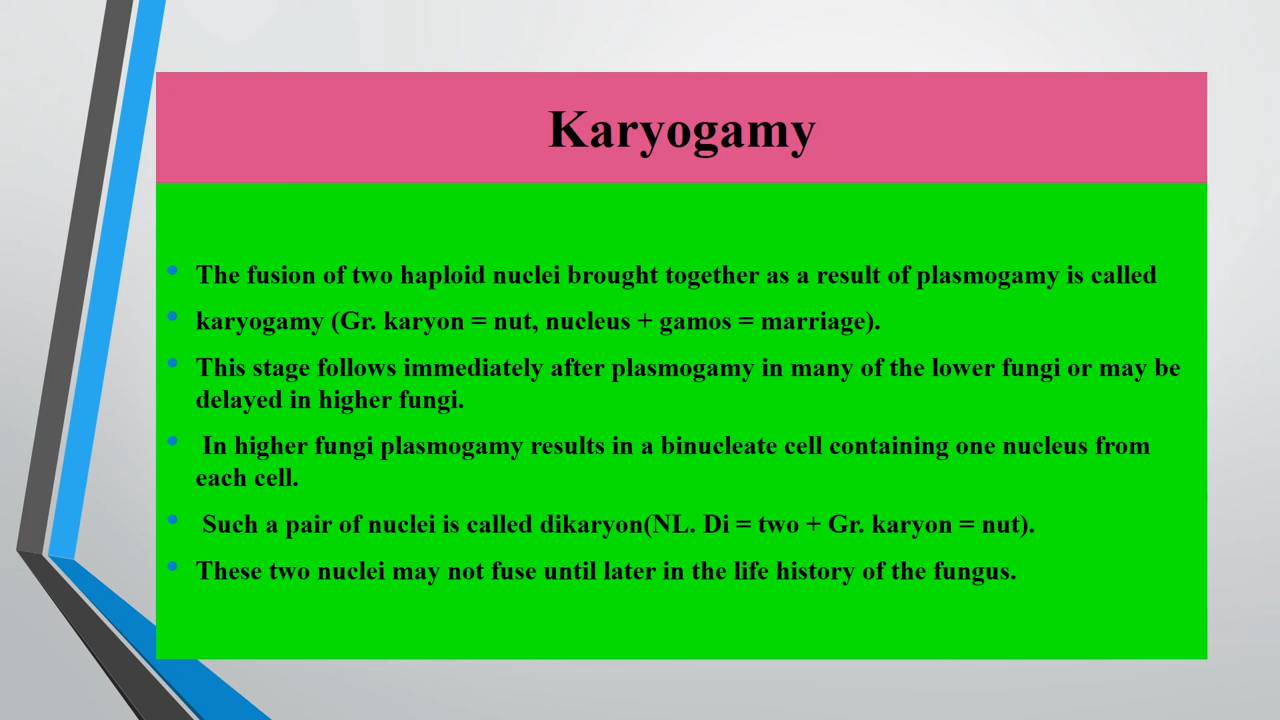 Karyogamy
• The fusion of two haploid nuclei brought together as a result of plasmogamy is called
• karyogamy (Gr. karyon = nut, nucleus + gamos = marriage).
• This stage follows immediately after plasmogamy in many of the lower fungi or may be
delayed in higher fungi.
• In higher fungi plasmogamy results in a binucleate cell containing one nucleus from
each cell.
• Such a pair of nuclei is called dikaryon(NL. Di = two + Gr. karyon = nut).
• These two nuclei may not fuse until later in the life history of the fungus.